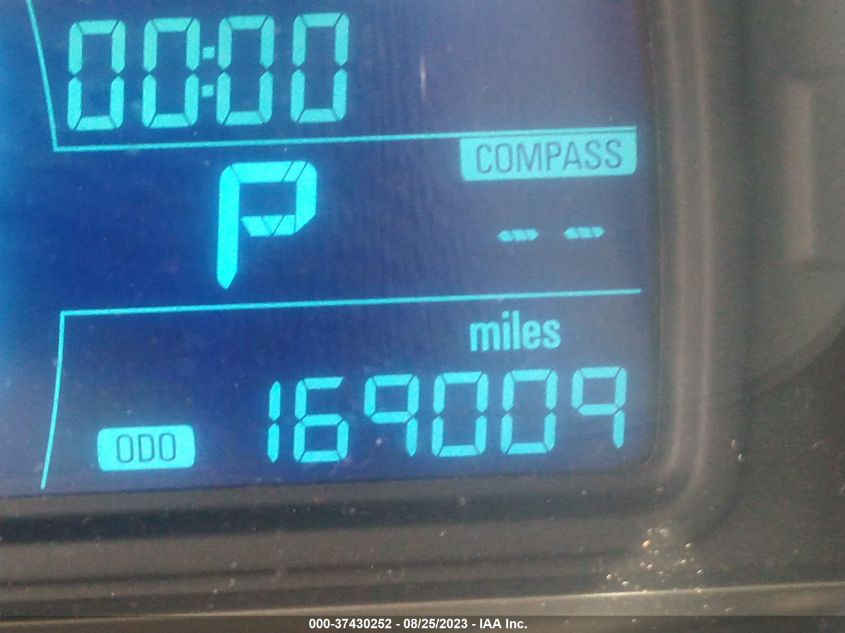 00:00
COMPASS
P
--
miles
ODO 169009
000-37430252 - 08/25/2023 - IAA Inc.